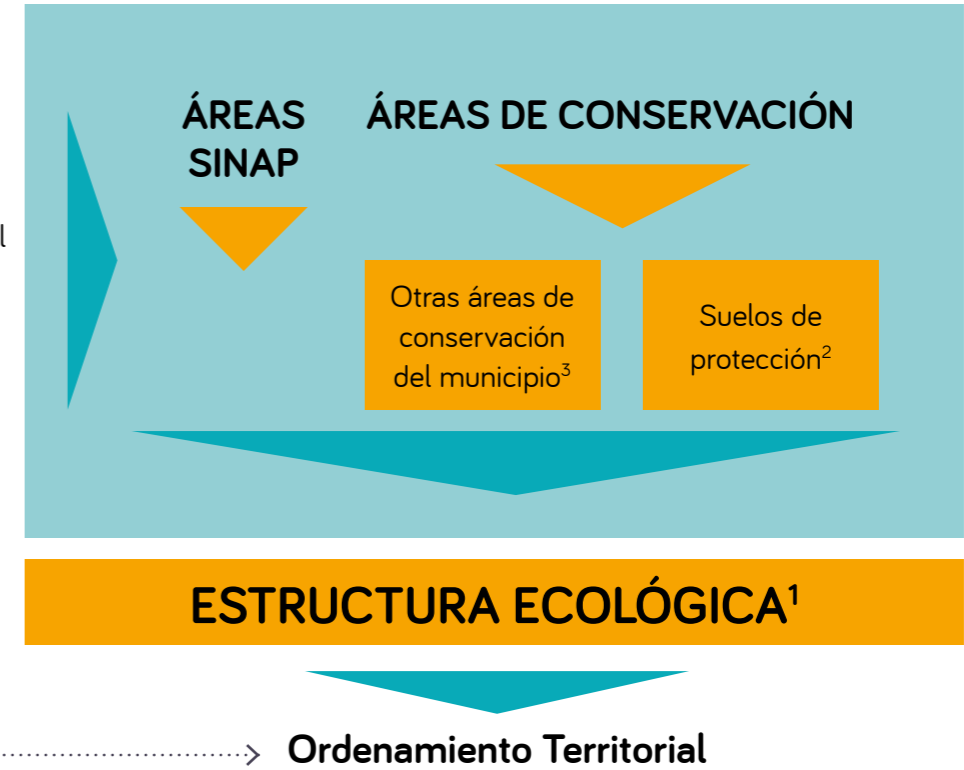 ÁREAS
SINAP
ÁREAS DE CONSERVACIÓN
l
Otras áreas de
conservación
del municipio³
Suelos de
protección²
ESTRUCTURA ECOLÓGICA¹
Ordenamiento Territorial